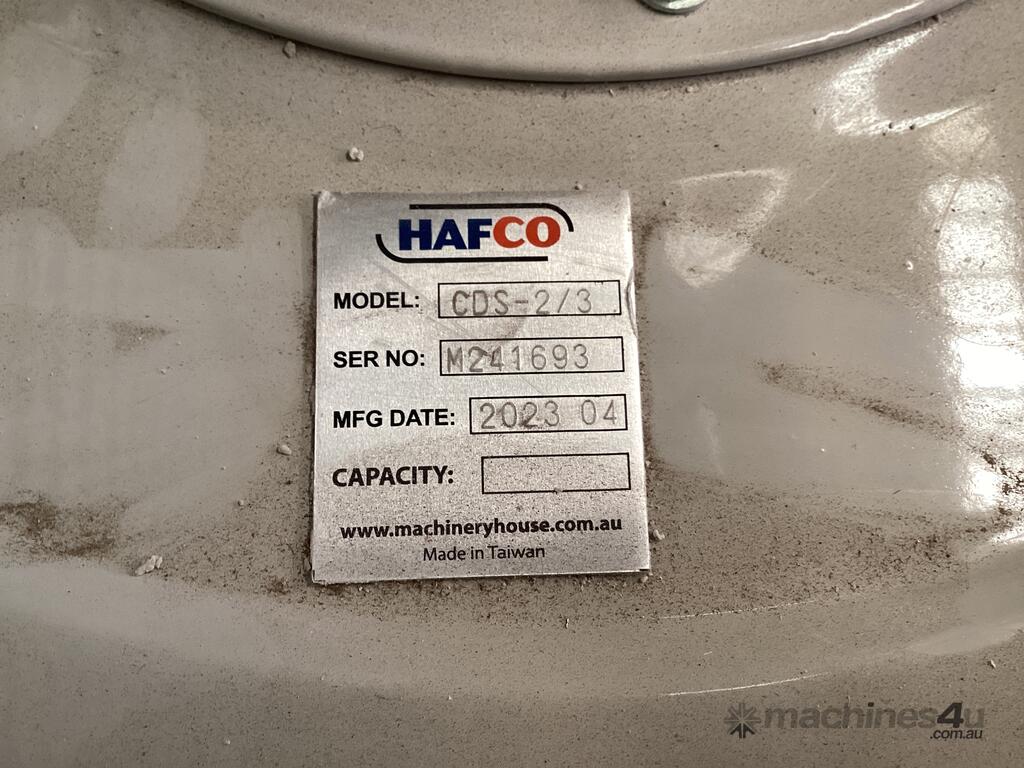 HAFCO
MODEL: CDS-2/3
SER NO: M241693
MFG DATE: 2023 04
CAPACITY:
www.machineryhouse.com.au
Made in Taiwan
machines4u
.com.au